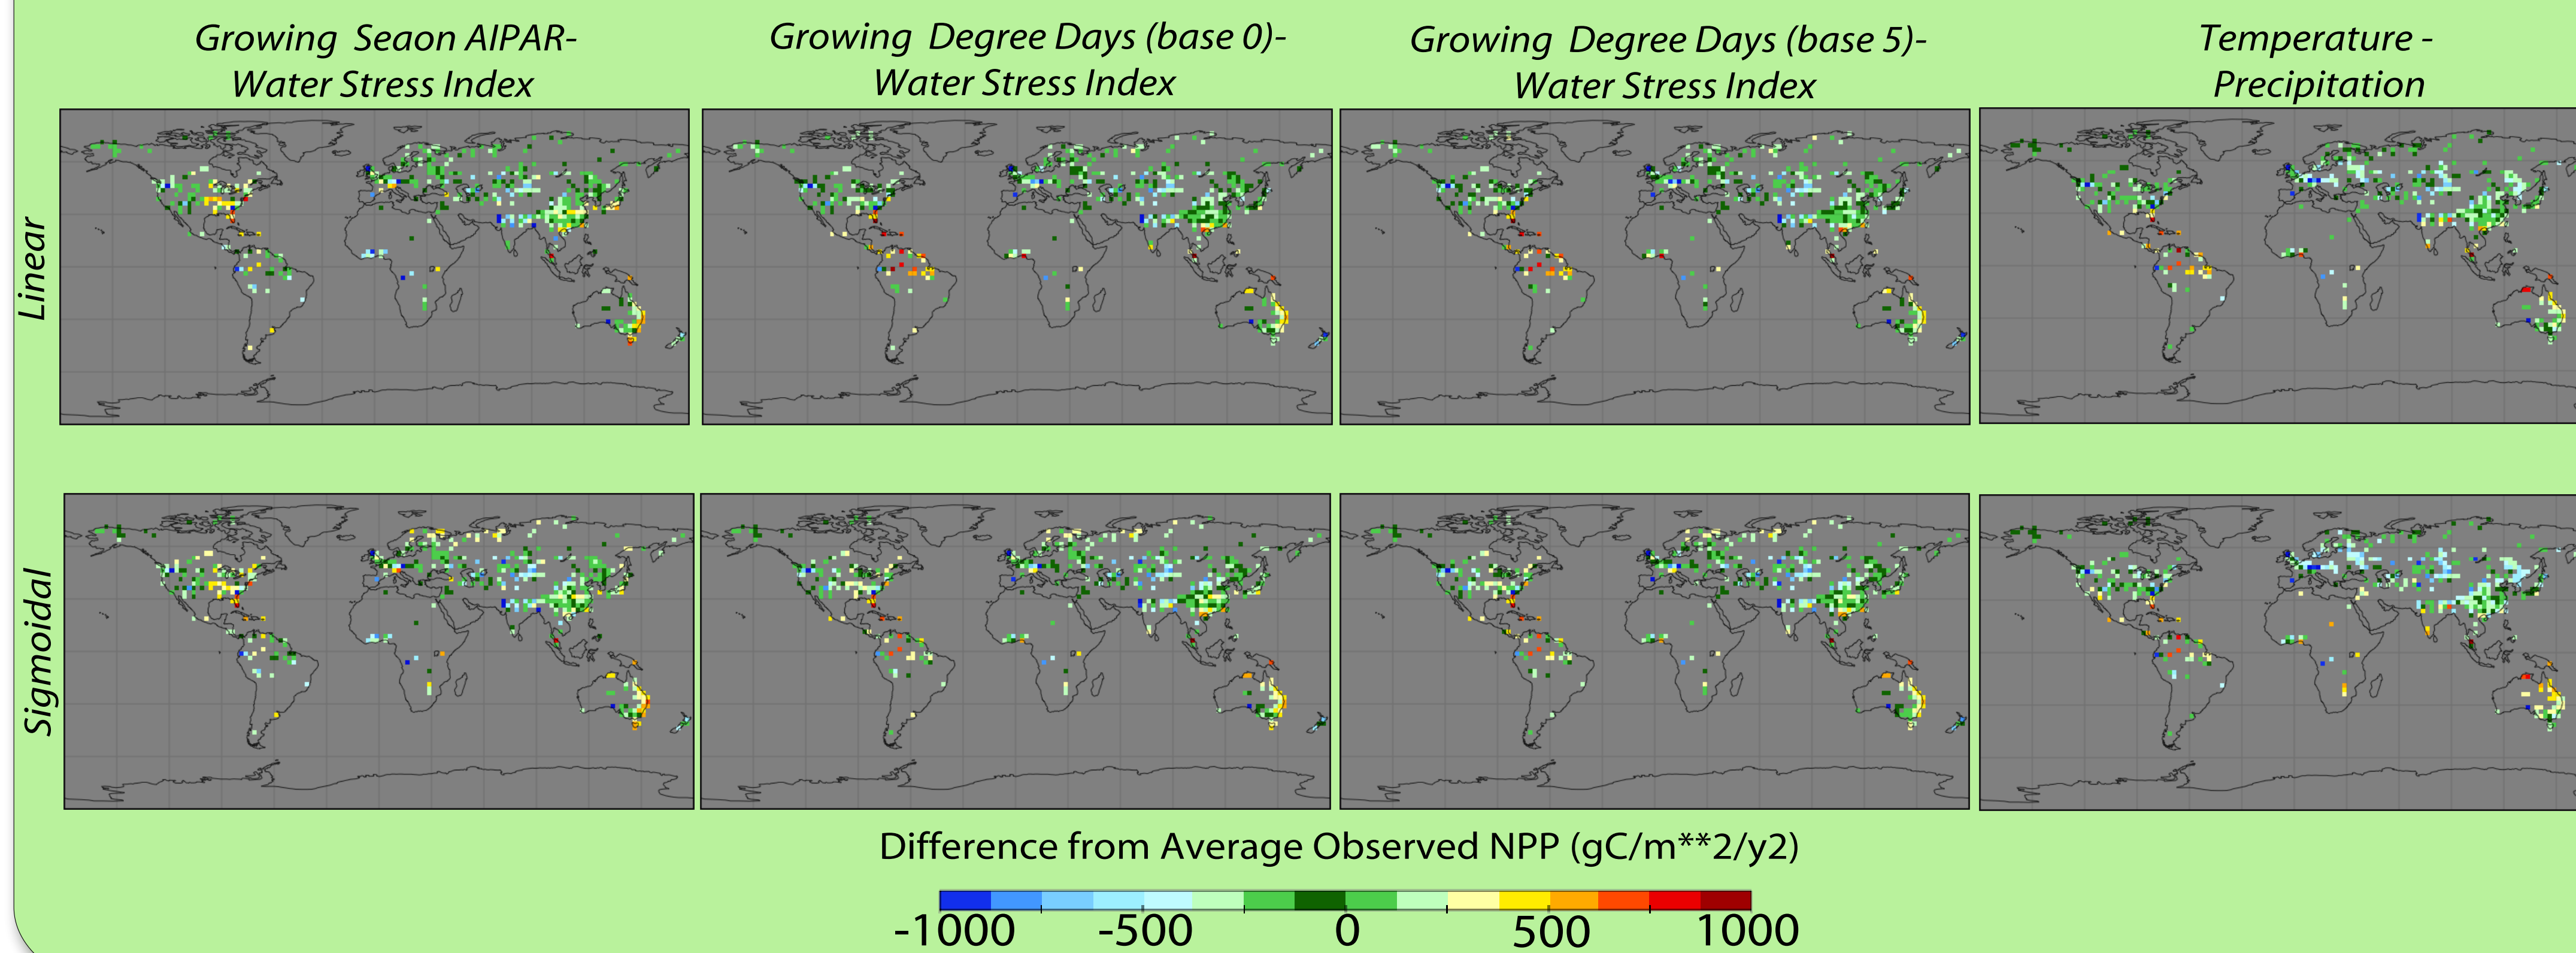 Growing Seaon AIPAR-
Water Stress Index
Growing Degree Days (base 0)-
Water Stress Index
Growing Degree Days (base 5)-
Water Stress Index
Temperature -
Precipitation
Linear
Sigmoidal
Difference from Average Observed NPP (gC/m**2/y2)
-1000 -500 0 500 1000